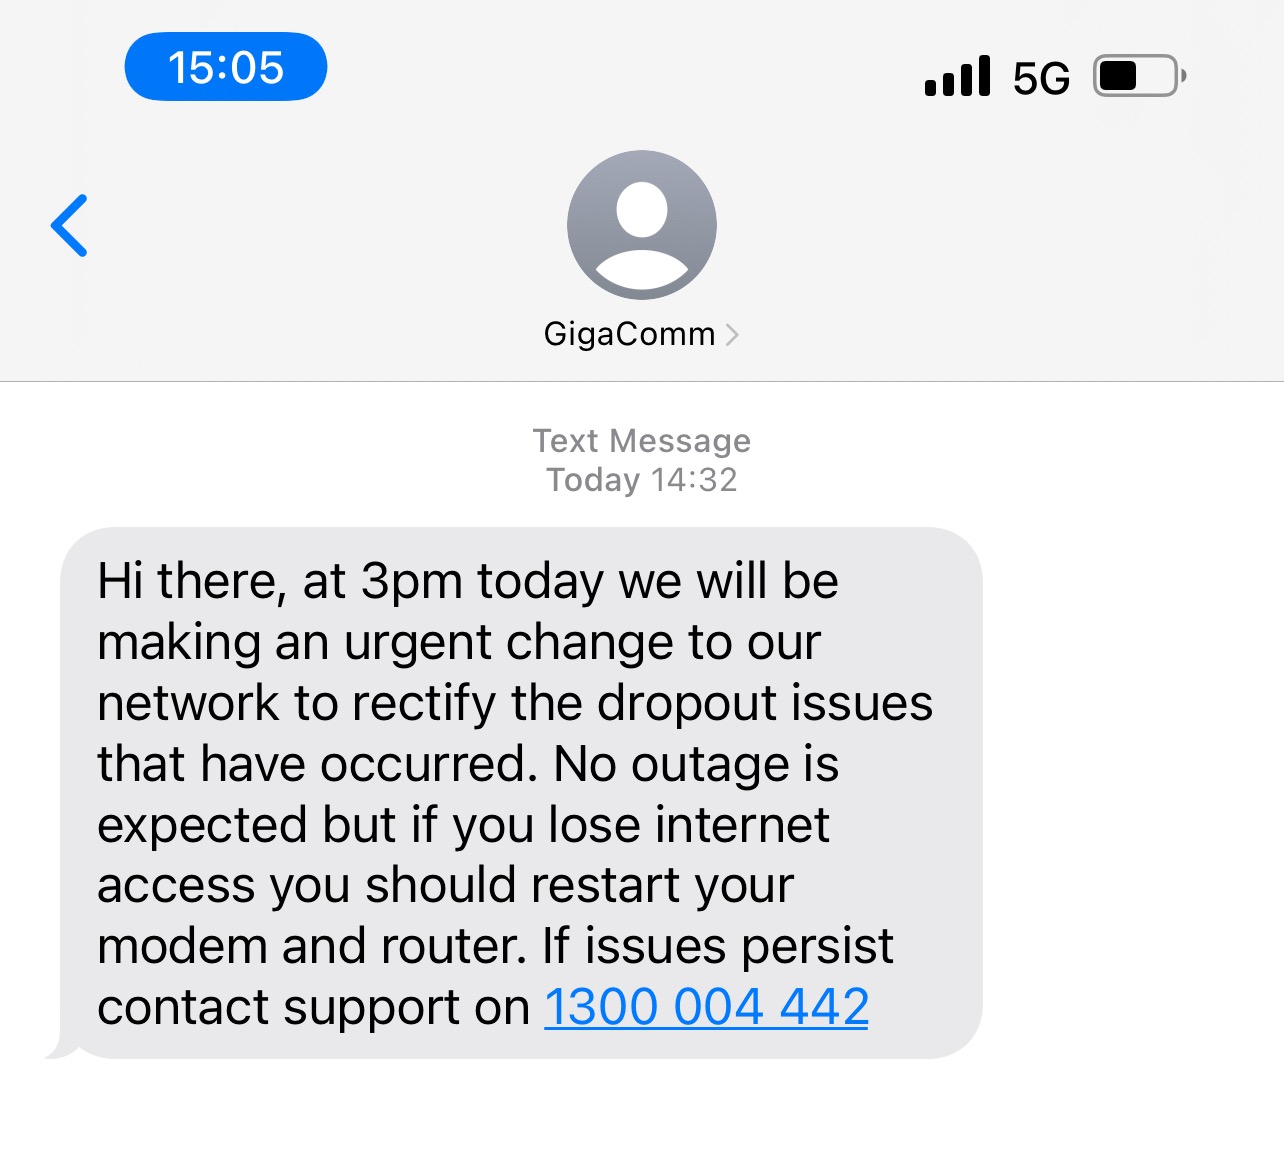 15:05
5G
GigaComm
Text Message
Today 14:32
Hi there, at 3pm today we will be
making an urgent change to our
network to rectify the dropout issues
that have occurred. No outage is
expected but if you lose internet
access you should restart your
modem and router. If issues persist
contact support on 1300 004 442